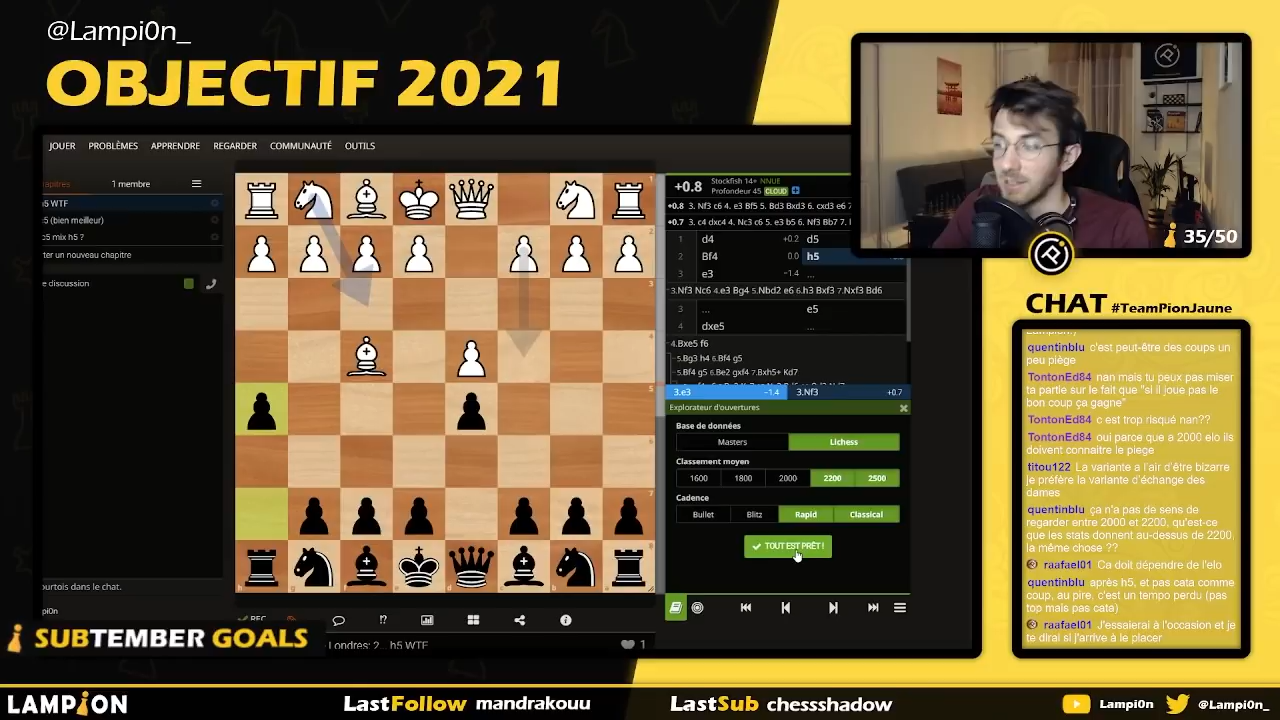 @Lampi0n_
OBJECTIF 2021
JOUER PROBLÈMES APPRENDRE REGARDER COMMUNAUTÉ OUTILS
1 membre
h5 WTF
(bien meilleur)
mix h5 ?
ter un nouveau chapitre
e discussion
ourtois dans le chat.
REC
Londres: 2... h5 WTF
1
1
2
3
4
5
6
7
8
h
g
+0.8 Stockfish 14+ NNUE
Profondeur 45 CLOUD
+0.8 3. Nf3 c6 4. e3 Bf5 5. Bd3 Bxd3 6. cxd3 e6 7
+0.7 3. c4 dxc4 4. Nc3 c6 5. e3 b5 6. Nf3 Bb7 7.
1 d4 +0.2 d5
2 Bf4 0.0 h5
3 e3 −1.4 ...
3.Nf3 Nc6 4.e3 Bg4 5.Nbd2 e6 6.h3 Bxf3 7.Nxf3 Bd6
3 ... e5
4 dxe5 ...
4.Bxe5 f6
5.Bg3 h4 6.Bf4 g5
5.Bf4 g5 6.Be2 gxf4 7.Bxh5+ Kd7
3.e3 −1.4 3.Nf3 +0.7
Explorateur d'ouvertures
Base de données
Masters Lichess
Classement moyen
1600 1800 2000 2200 2500
Cadence
Bullet Blitz Rapid Classical
TOUT EST PRÊT !
35/50
CHAT #TeamPionJaune
quentinblu c'est peut-être des coups un
peu piège
TontonEd84 nan mais tu peux pas miser
ta partie sur le fait que "si il joue pas le
bon coup ça gagne"
TontonEd84 c est trop risqué nan??
TontonEd84 oui parce que a 2000 elo ils
doivent connaitre le piege
titou122 La variante a l'air d'être bizarre
je préfère la variante d'échange des
dames
quentinblu ça n'a pas de sens de
regarder entre 2000 et 2200, qu'est-ce
que les stats donnent au-dessus de 2200,
la même chose ??
raafael01 Ca doit dépendre de l'elo
quentinblu après h5, et pas cata comme
coup, au pire, c'est un tempo perdu (pas
top mais pas cata)
raafael01 J'essaierai à l'occasion et je
te dirai si j'arrive à le placer
SUBTEMBER GOALS
LAMPION
LastFollow mandrakouu
LastSub chessshadow
Lampi0n
@Lampi0n_